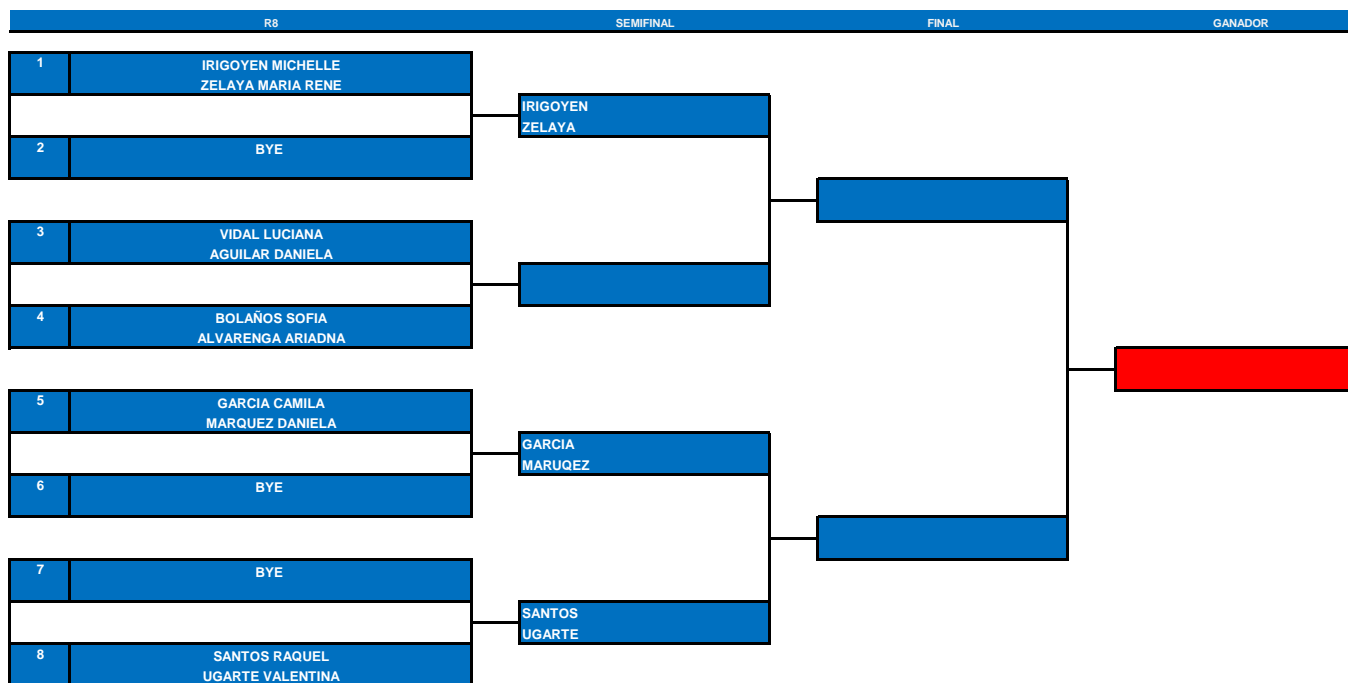 R8 SEMIFINAL FINAL GANADOR
1 IRIGOYEN MICHELLE
ZELAYA MARIA RENE
IRIGOYEN
ZELAYA
2 BYE
3 VIDAL LUCIANA
AGUILAR DANIELA
4 BOLAÑOS SOFIA
ALVARENGA ARIADNA
5 GARCIA CAMILA
MARQUEZ DANIELA
GARCIA
MARUQEZ
6 BYE
7 BYE
SANTOS
UGARTE
8 SANTOS RAQUEL
UGARTE VALENTINA